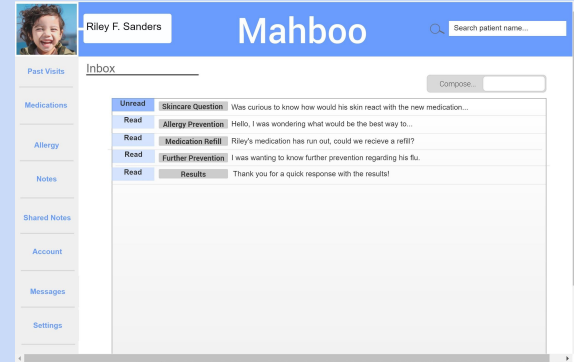 Riley F. Sanders
Mahboo
Search patient name...
Past Visits
Medications
Allergy
Notes
Shared Notes
Account
Messages
Settings
Inbox
Compose...
Unread Skincare Question Was curious to know how would his skin react with the new medication...
Read Allergy Prevention Hello, I was wondering what would be the best way to...
Read Medication Refill Riley's medication has run out, could we recieve a refill?
Read Further Prevention I was wanting to know further prevention regarding his flu.
Read Results Thank you for a quick response with the results!